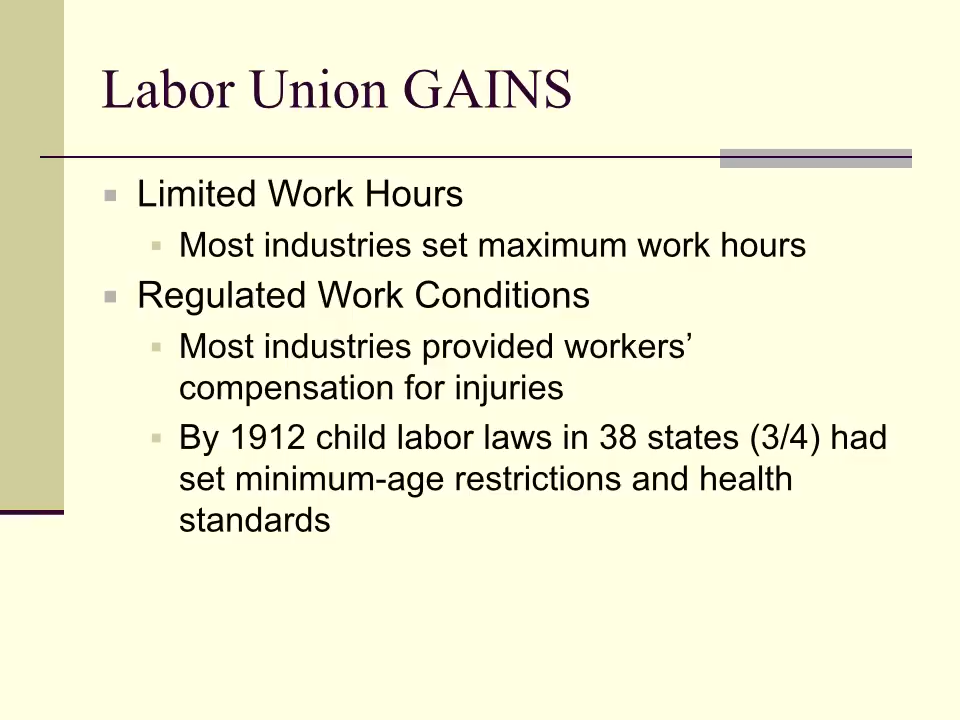 Labor Union GAINS
Limited Work Hours
Most industries set maximum work hours
Regulated Work Conditions
Most industries provided workers’
compensation for injuries
By 1912 child labor laws in 38 states (3/4) had
set minimum-age restrictions and health
standards